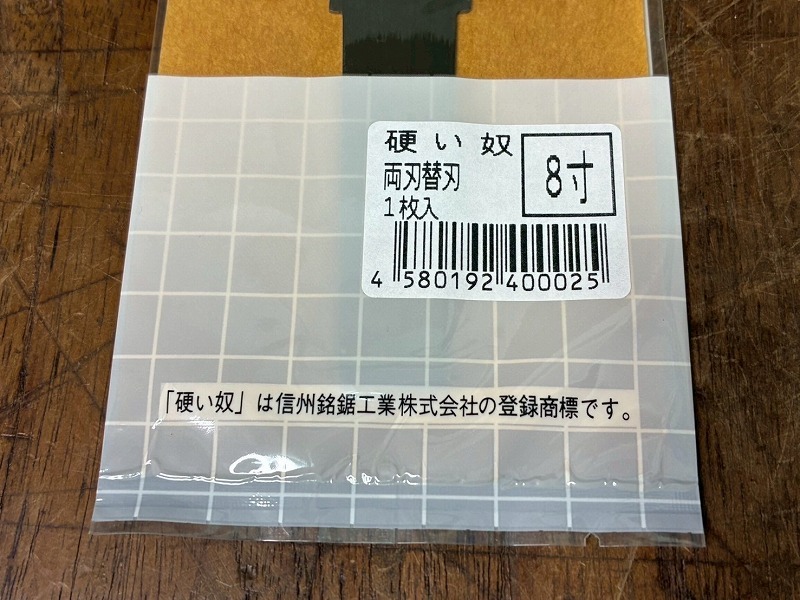 硬い奴
両刃替刃
8寸
1枚入
4 580192 400025
「硬い奴」は信州銘鋸工業株式会社の登録商標です。